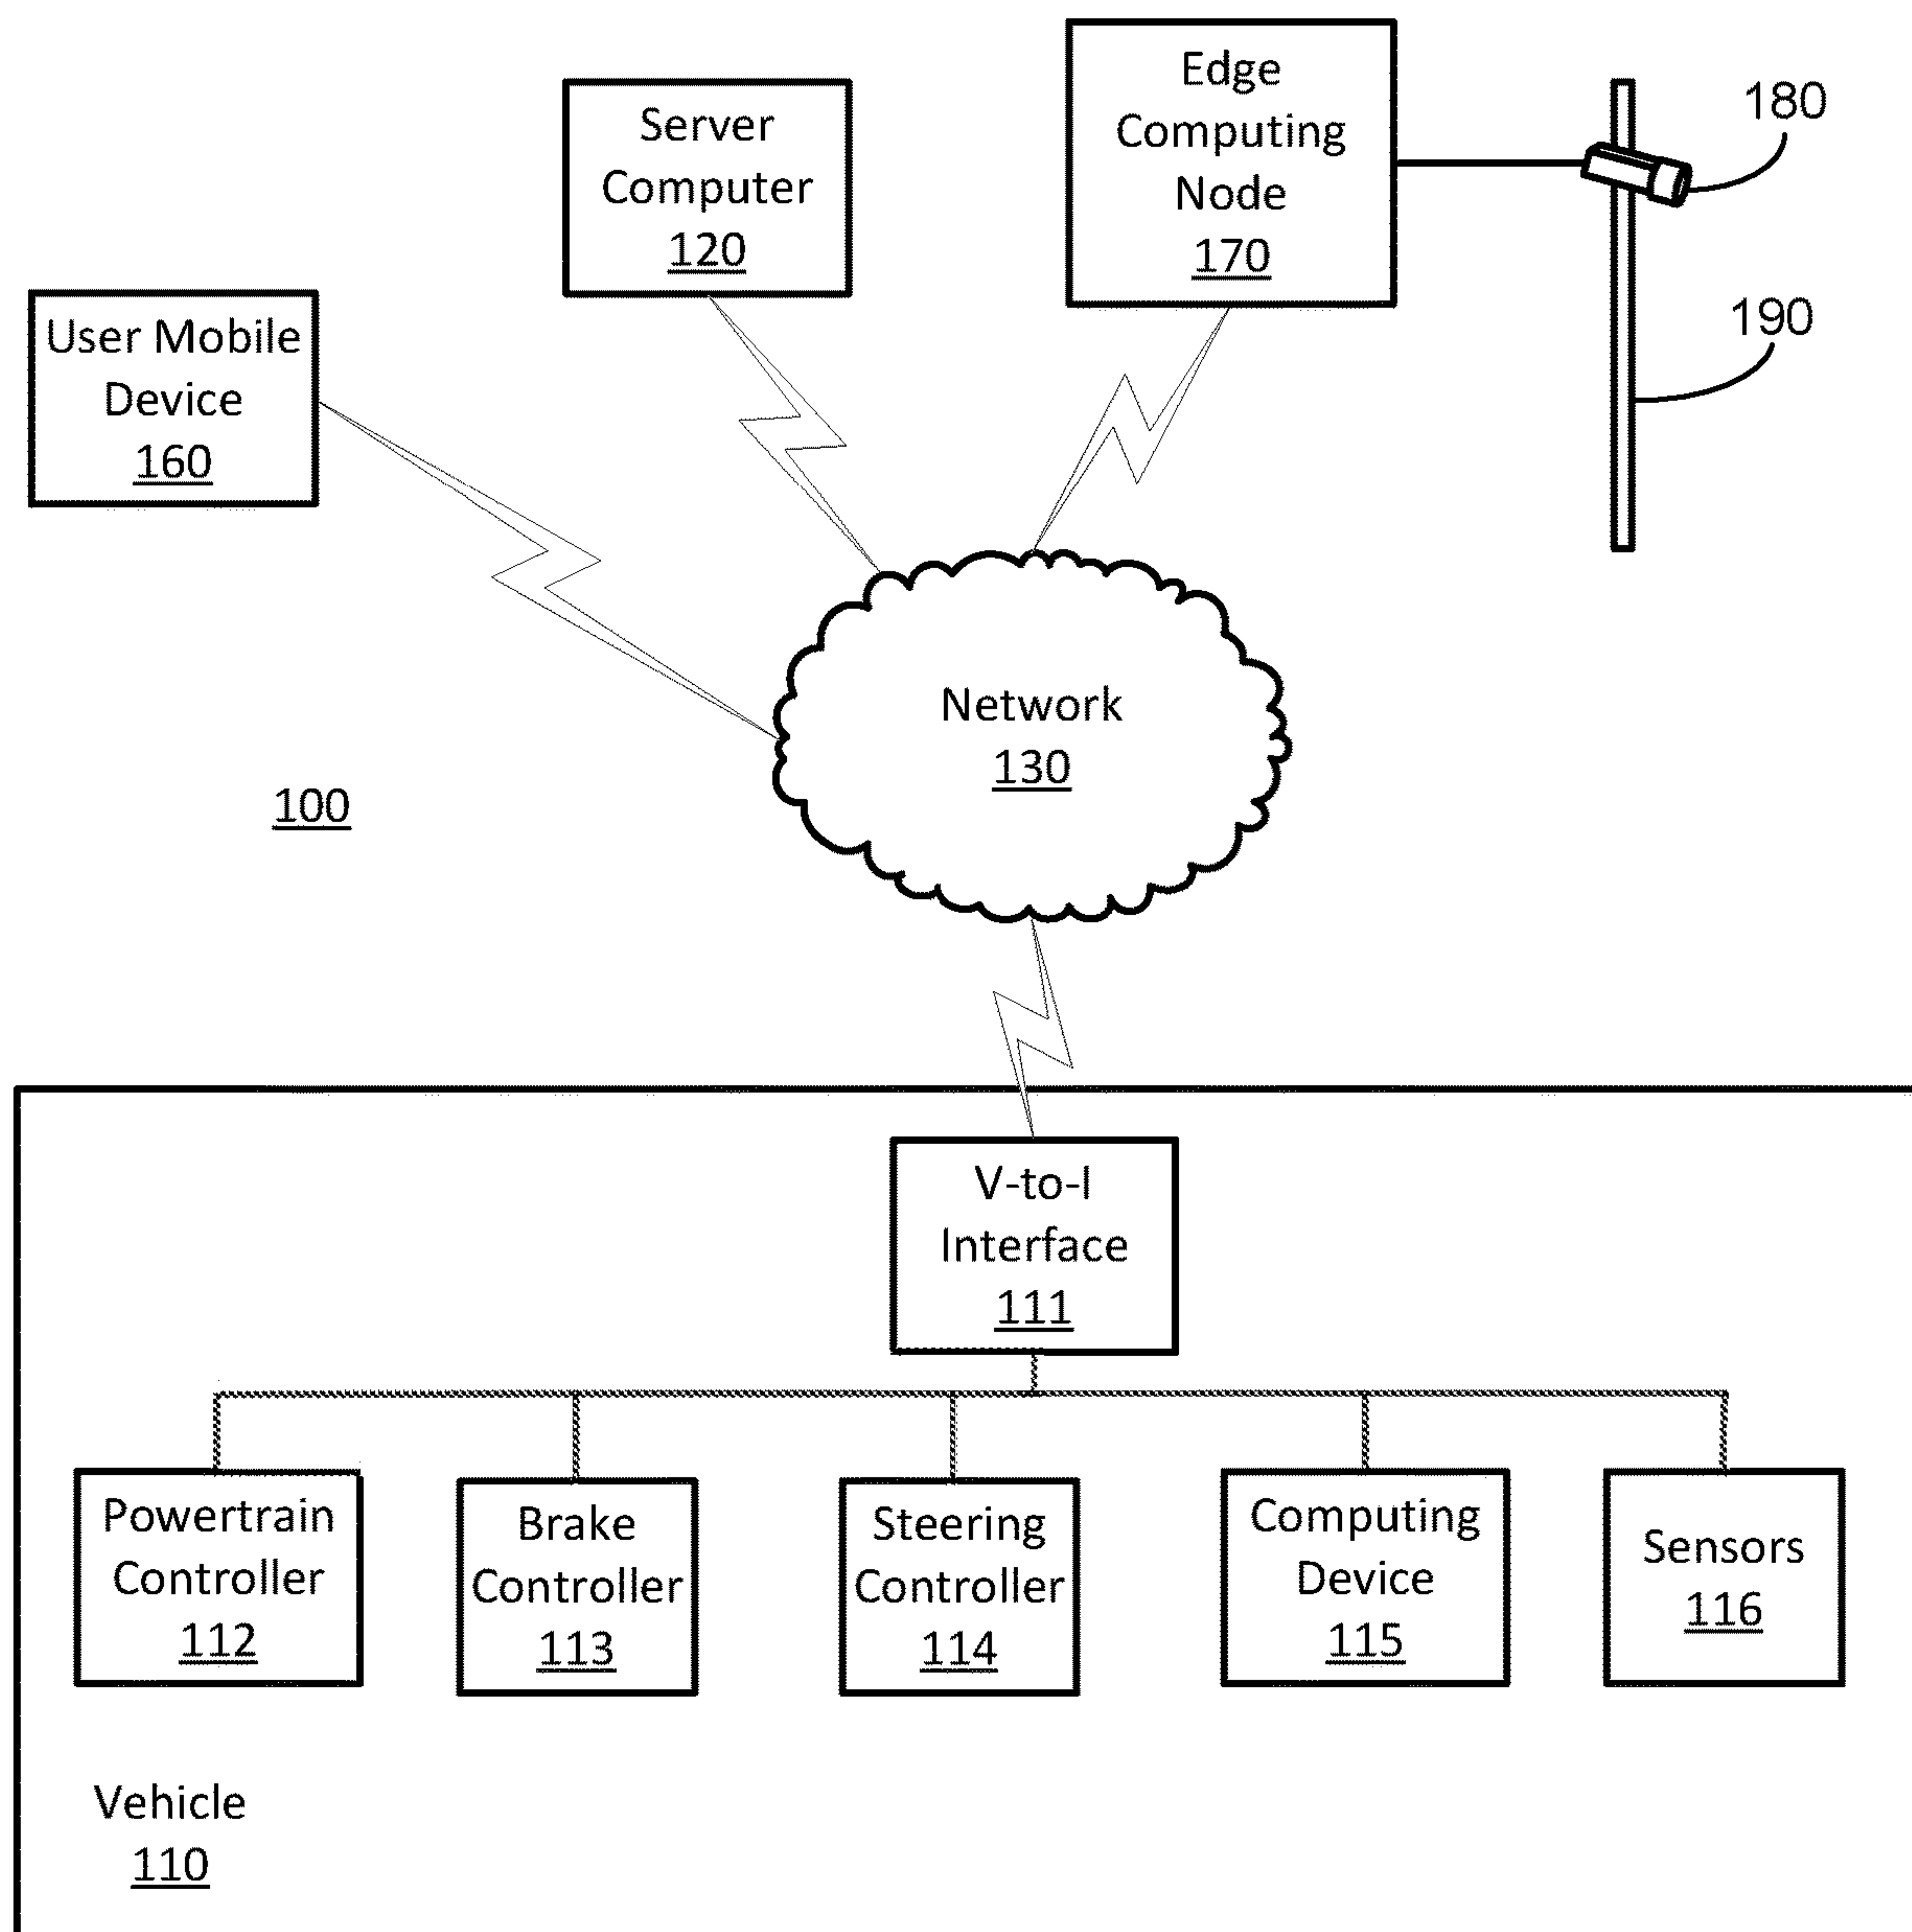 Edge
Computing
Node
170
180
Server
Computer
120
190
User Mobile
Device
160
Network
130
100
V-to-I
Interface
111
Powertrain
Controller
112
Brake
Controller
113
Steering
Controller
114
Computing
Device
115
Sensors
116
Vehicle
110